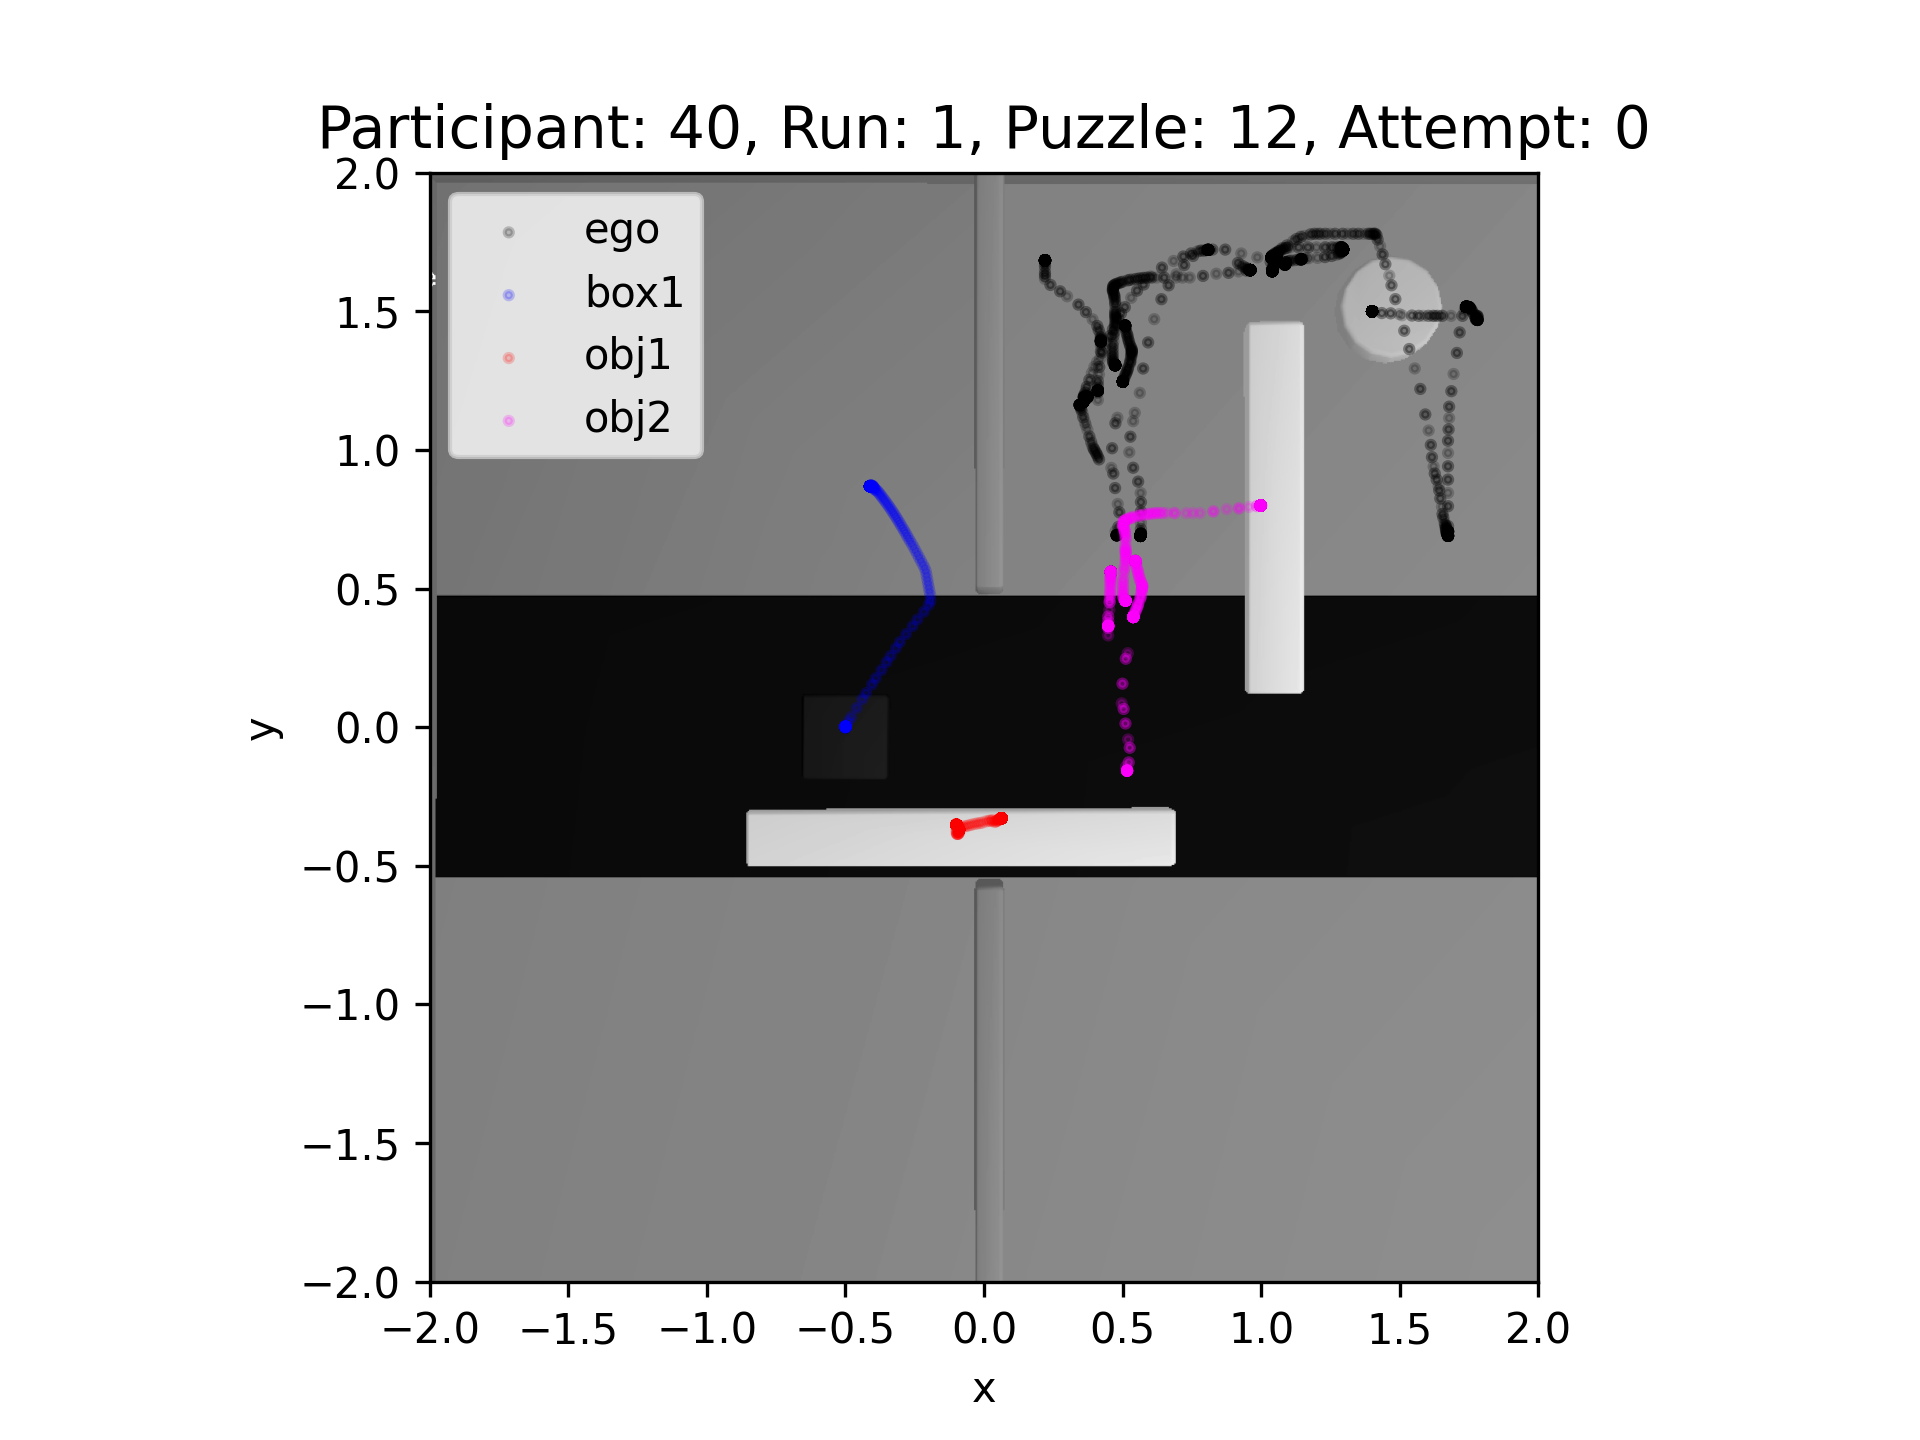 Participant: 40, Run: 1, Puzzle: 12, Attempt: 0
2.0
1.5
1.0
0.5
0.0
−0.5
−1.0
−1.5
−2.0
y
ego
box1
obj1
obj2
−2.0 −1.5 −1.0 −0.5 0.0 0.5 1.0 1.5 2.0
x